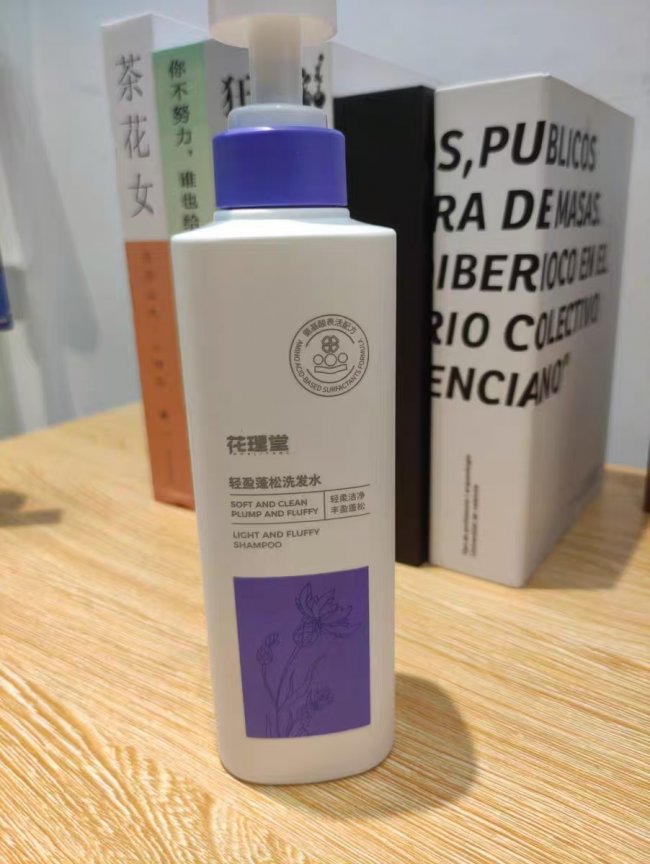 茶花女
你不努力，谁也给
S, PUBLICOS
RA DE MASAS.
IBERIOCO EN EL
RIO COLECTIVO
ENCIANO"
氨基酸表活配方
AMINO ACID-BASED SURFACTANTS FORMULA
花瑾堂
轻盈蓬松洗发水
SOFT AND CLEAN
PLUMP AND FLUFFY
轻柔洁净
丰盈蓬松
LIGHT AND FLUFFY
SHAMPOO